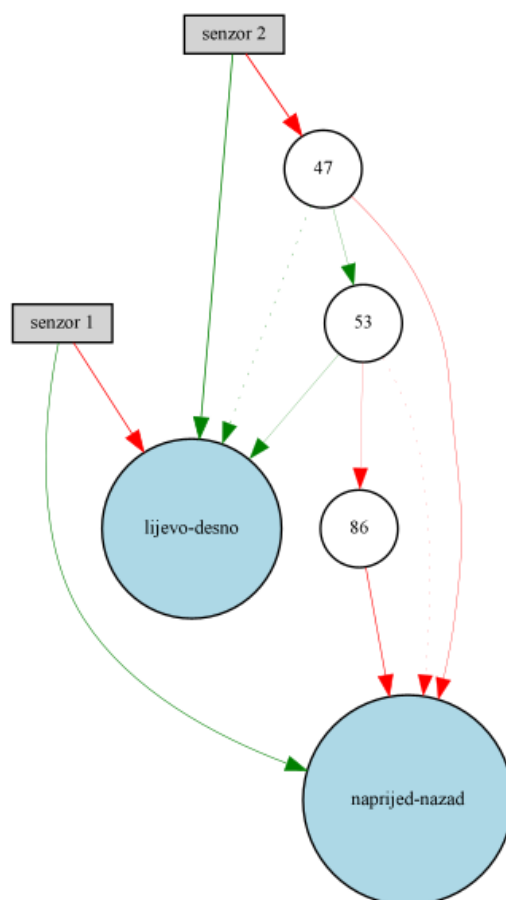 senzor 2
47
53
senzor 1
lijevo-desno
86
naprijed-nazad